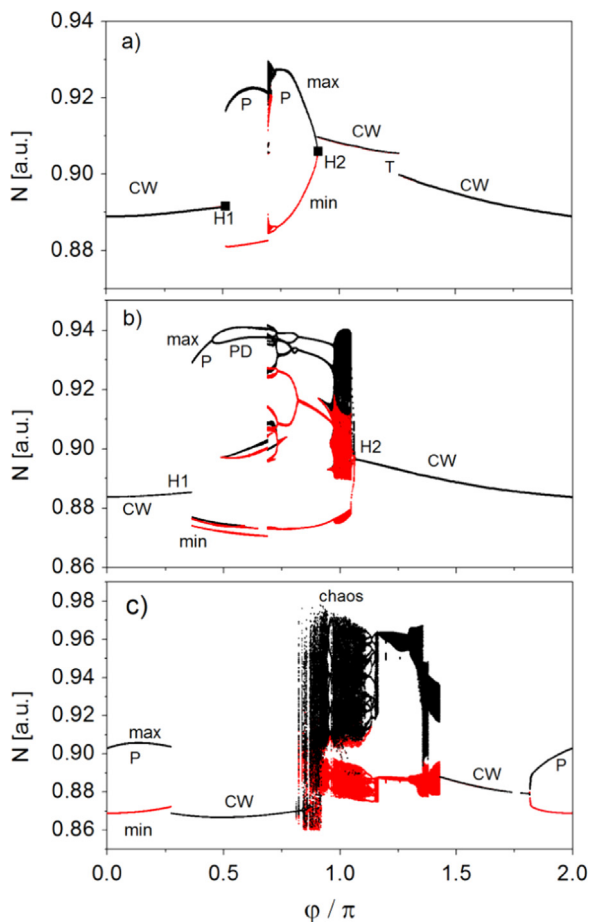 0.94
a)
max
0.92
P
P
N [a.u.]
CW
0.90
H2
T
CW
CW
H1
min
0.88
b)
0.94
max
P
PD
0.92
N [a.u.]
0.90
H2
CW
H1
0.88
CW
min
0.86
chaos
0.98
c)
0.96
0.94
N [a.u.]
0.92
max
0.90
P
P
CW
0.88
CW
min
0.86
0.0
0.5
1.0
1.5
2.0
φ / π